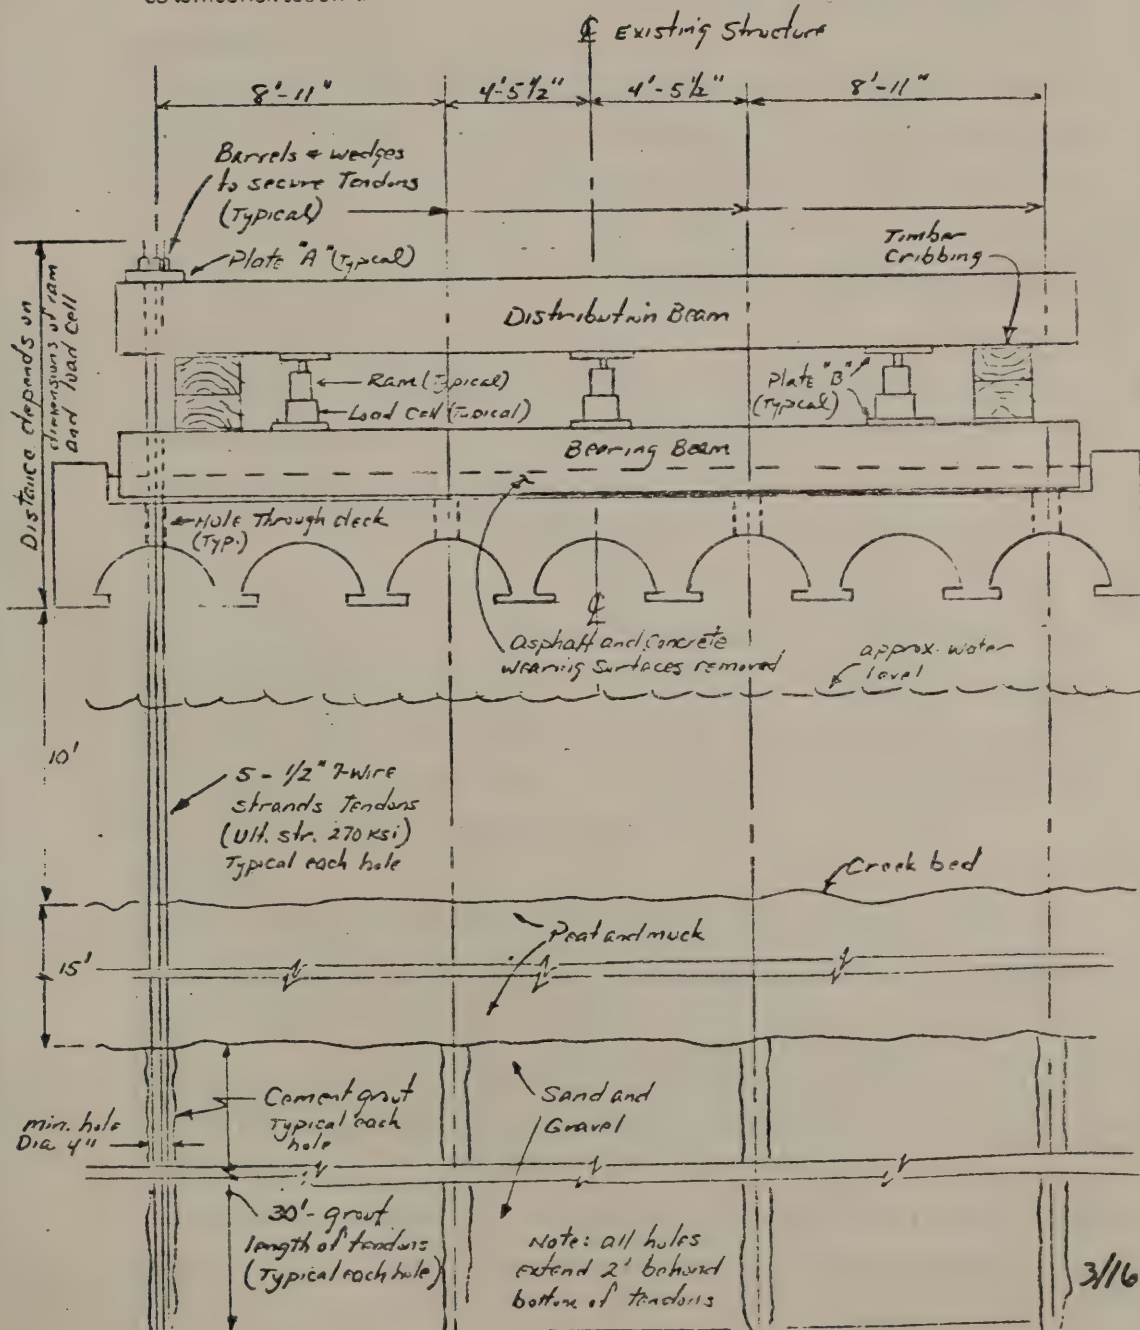 ℄ Existing Structure
8'-11"
4'-5 1/2"
4'-5 1/2"
8'-11"
Barrels & wedges
to secure Tendons
(Typical)
Plate "A" (Typical)
Timber
Cribbing
Distribution Beam
Distance depends on
dimensions of ram
and load cell
Ram (Typical)
Load Cell (Typical)
Plate "B"
(Typical)
Bearing Beam
Hole Through deck
(Typ.)
℄
Asphalt and Concrete
wearing surfaces removed
approx. water
level
10'
5 - 1/2" 7-wire
strands Tendons
(Ult. str. 270 ksi)
Typical each hole
Creek bed
Peat and muck
15'
Cement grout
Typical each
hole
min. hole
Dia. 4"
Sand and
Gravel
30'- grout
length of tendons
(Typical each hole)
Note: all holes
extend 2' behond
bottom of tendons
3/16